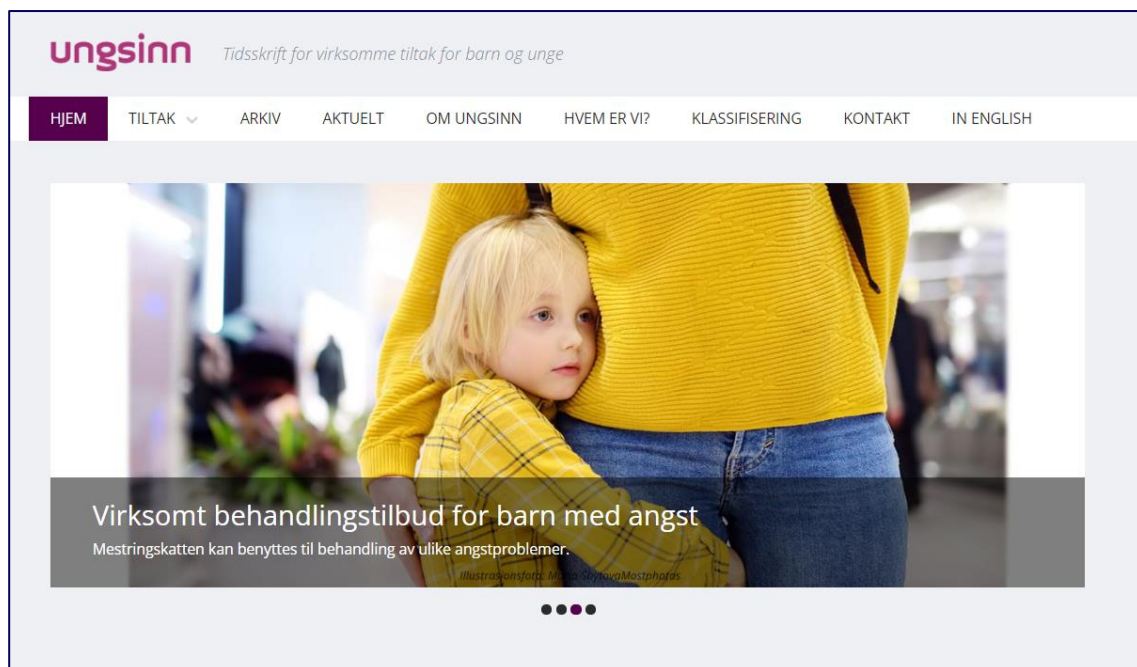 ungsinn
Tidsskrift for virksomme tiltak for barn og unge
HJEM TILTAK ARKIV AKTUELT OM UNGSINN HVEM ER VI? KLASSIFISERING KONTAKT IN ENGLISH
Virksomt behandlingstilbud for barn med angst
Mestringskatten kan benyttes til behandling av ulike angstproblemer.
Illustrasjonsfoto: